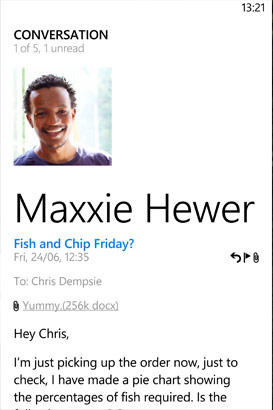 13:21
CONVERSATION
1 of 5, 1 unread
Maxxie Hewer
Fish and Chip Friday?
Fri, 24/06, 12:35
To: Chris Dempsie
Yummy.(256k docx)
Hey Chris,
I'm just picking up the order now, just to
check, I have made a pie chart showing
the percentages of fish required. Is the